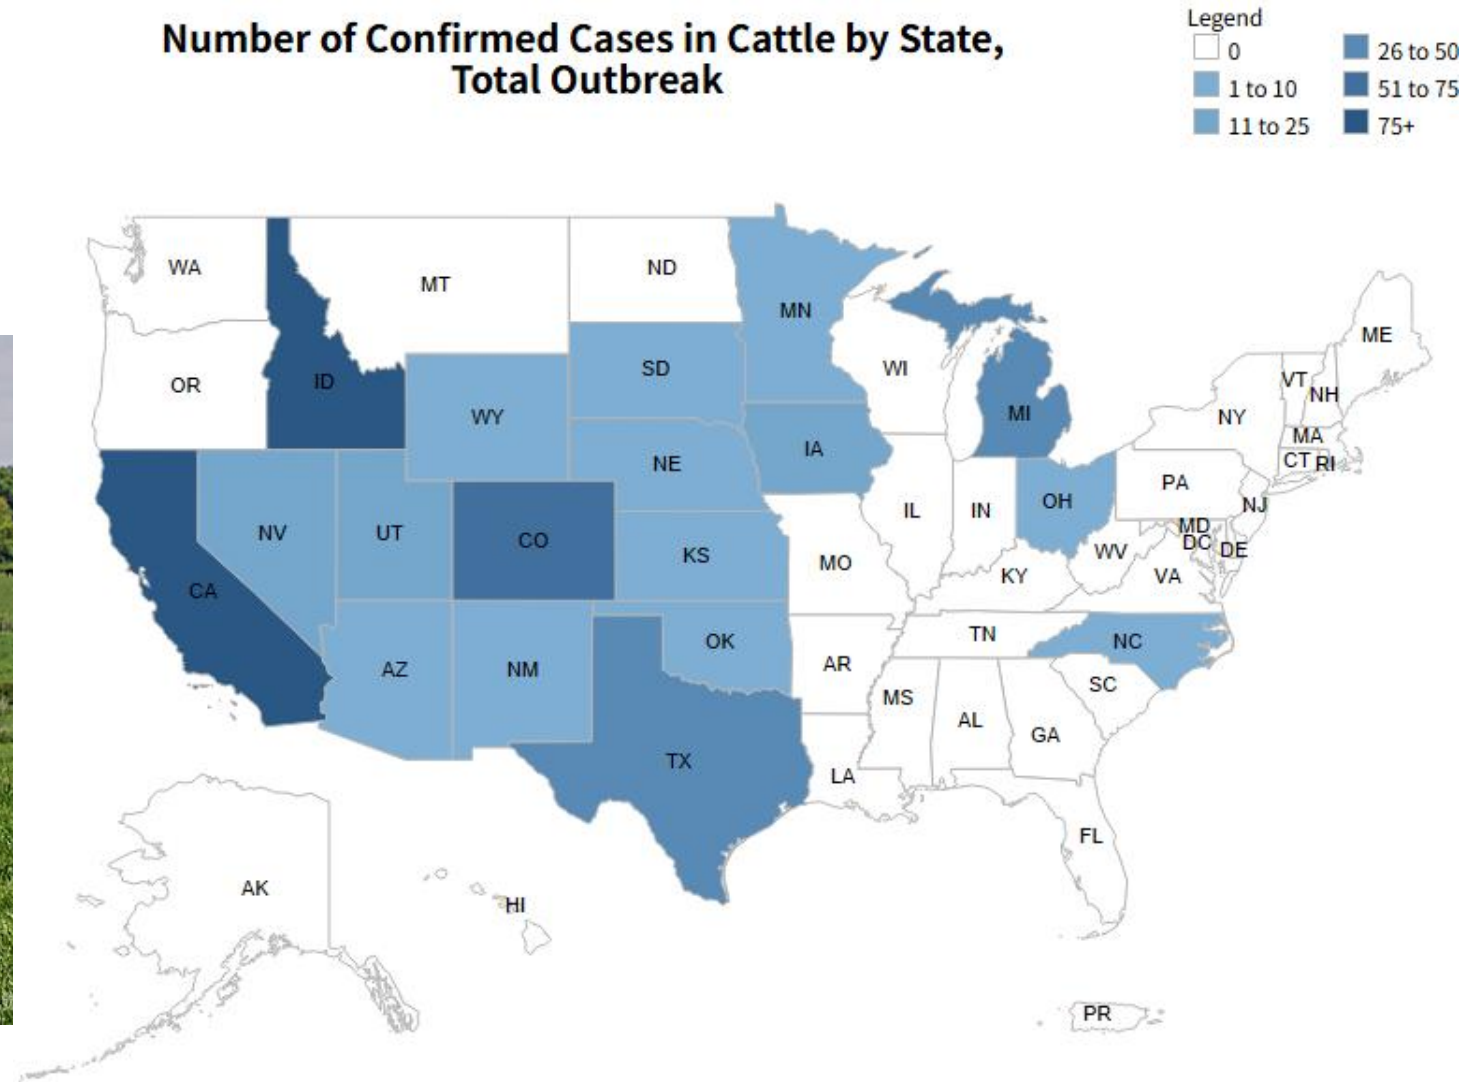 Number of Confirmed Cases in Cattle by State,
Total Outbreak
Legend
0
26 to 50
1 to 10
51 to 75
11 to 25
75+
WA
MT
ND
MN
ME
OR
ID
SD
WI
VT
NH
WY
MI
NY
MA
NE
IA
CT
RI
PA
NV
UT
CO
KS
IL
IN
OH
NJ
MD
DC
DE
WV
VA
CA
MO
KY
AZ
NM
OK
TN
NC
AR
SC
MS
AL
GA
TX
LA
FL
AK
HI
PR